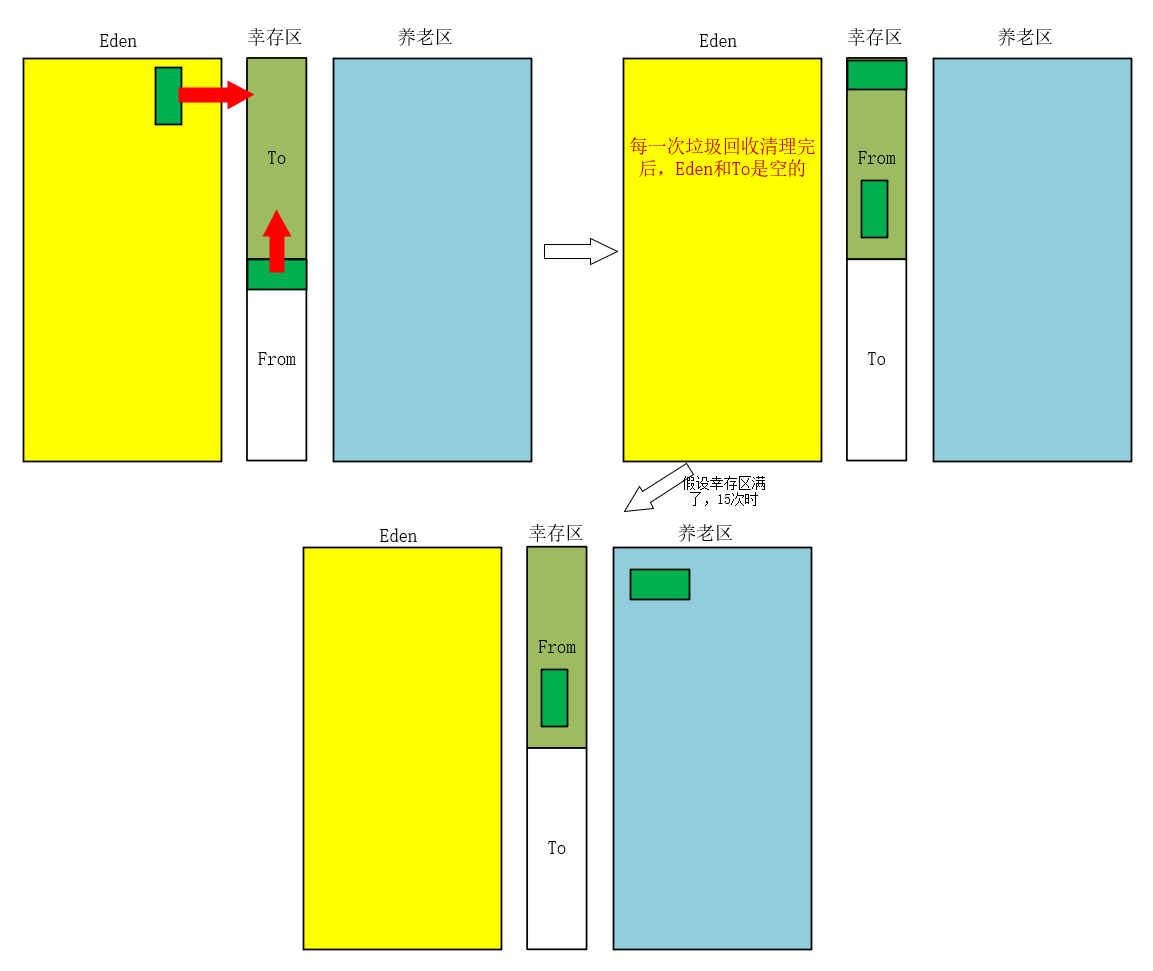 Eden
幸存区
养老区
To
From
Eden
幸存区
养老区
每一次垃圾回收清理完
后，Eden和To是空的
From
To
假设幸存区满
了，15次时
Eden
幸存区
养老区
From
To